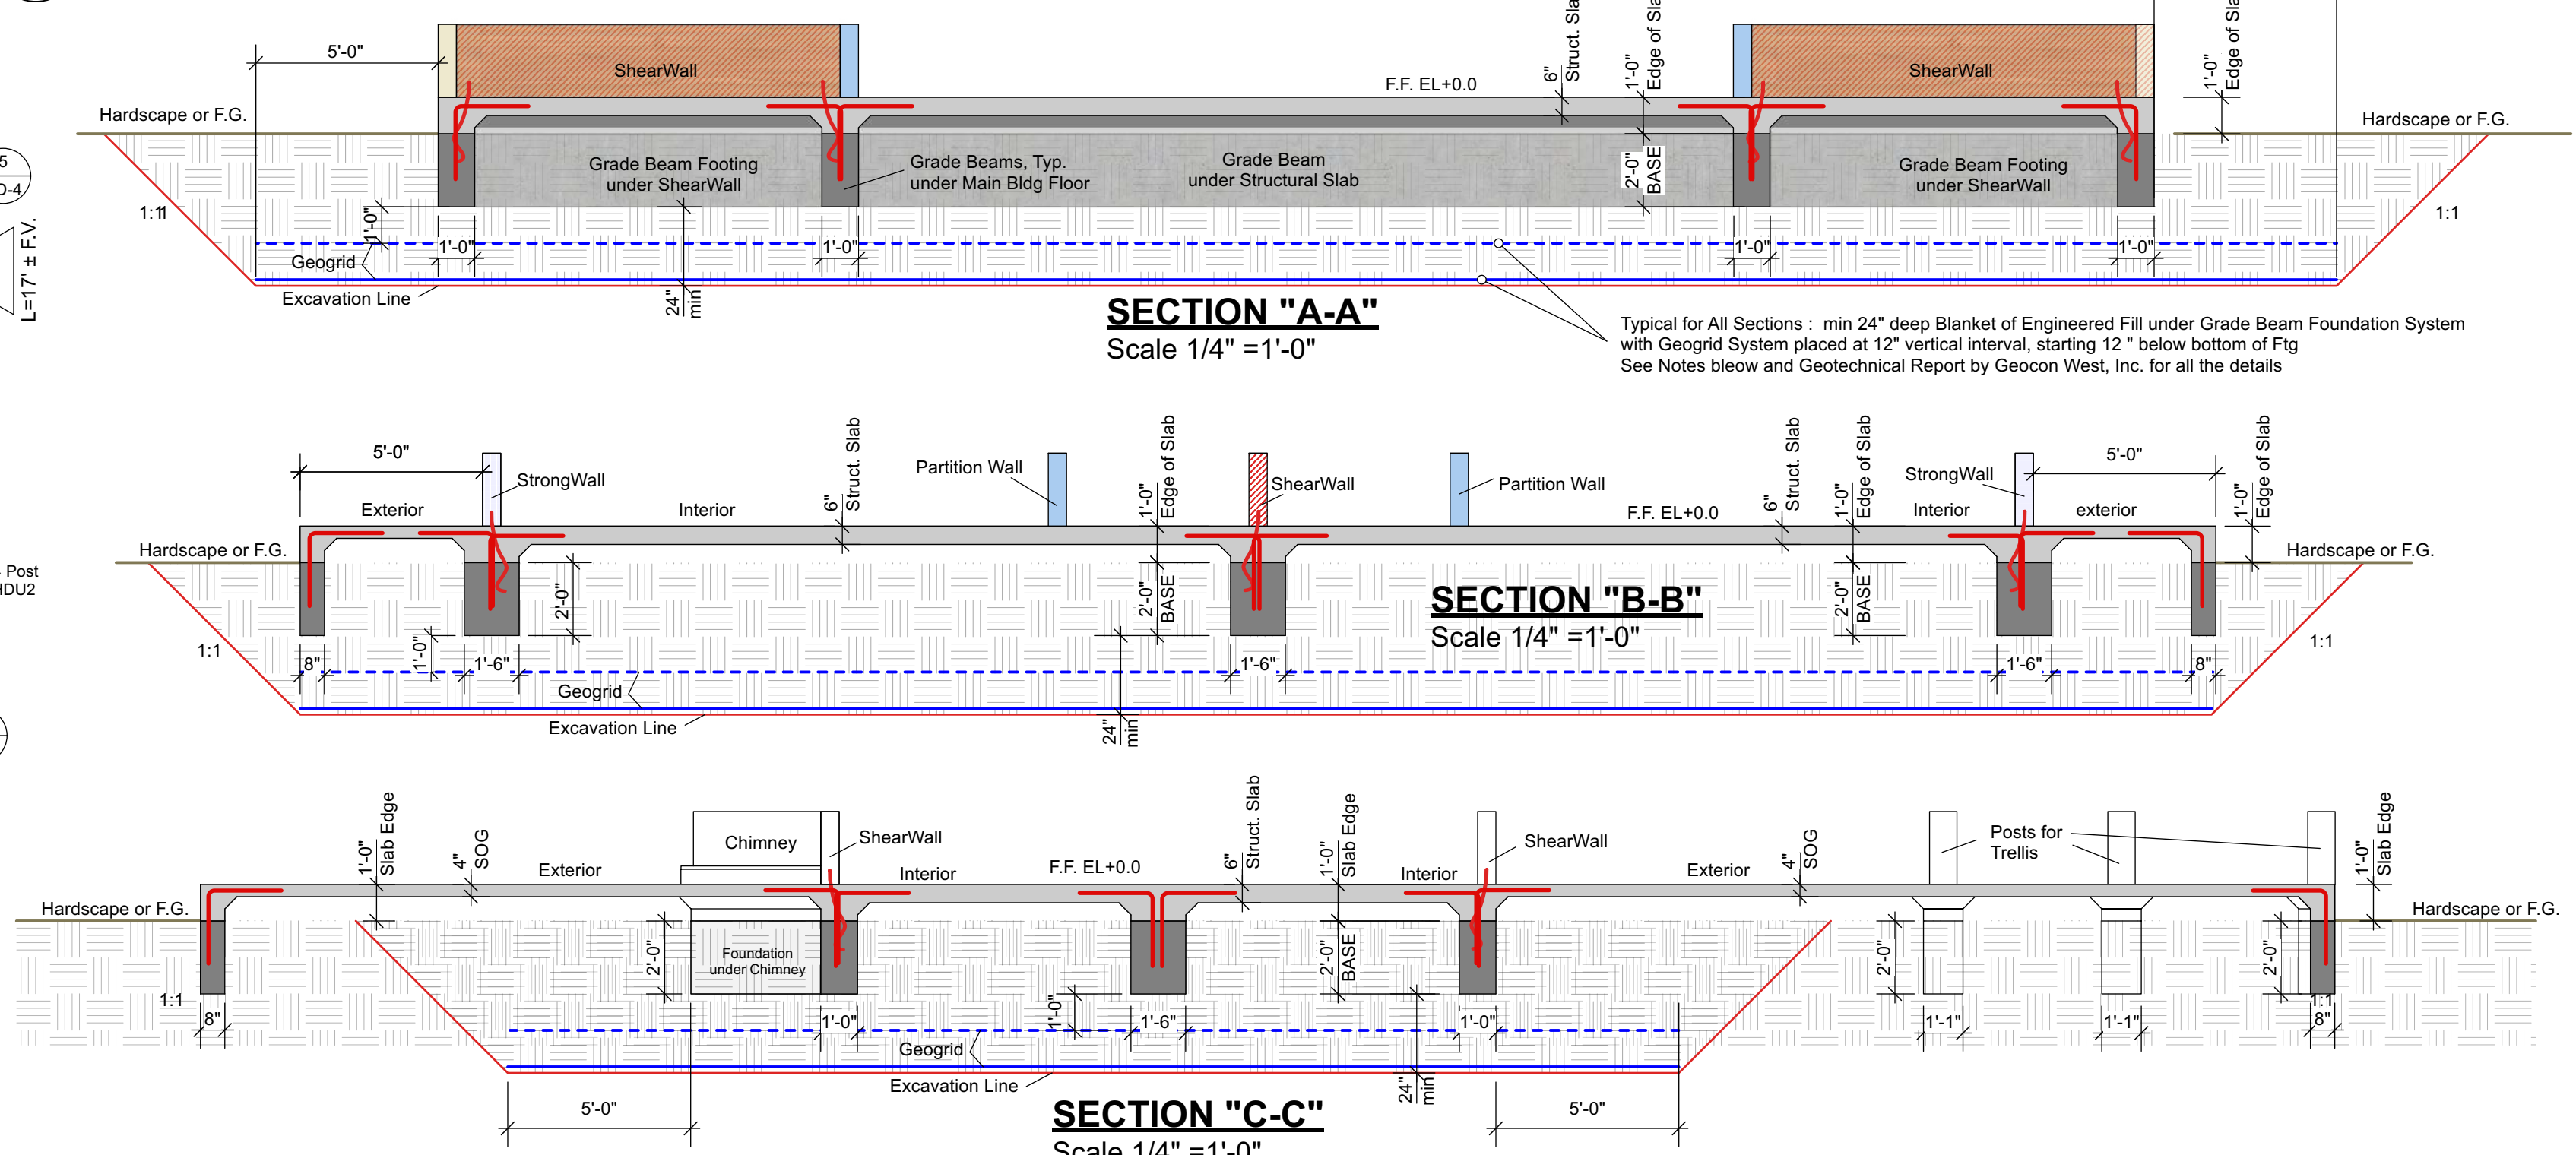 5'-0"
ShearWall
F.F. EL+0.0
6"
Struct. Sla
1'-0"
Edge of Sla
ShearWall
1'-0"
Edge of Sla
Hardscape or F.G.
Hardscape or F.G.
5
D-4
L=17' ± F.V.
1:11
Grade Beam Footing
under ShearWall
Grade Beams, Typ.
under Main Bldg Floor
Grade Beam
under Structural Slab
2'-0"
BASE
Grade Beam Footing
under ShearWall
1:1
1'-0"
1'-0"
1'-0"
1'-0"
1'-0"
Geogrid
Excavation Line
24"
min
SECTION "A-A"
Scale 1/4" =1'-0"
Typical for All Sections :  min 24" deep Blanket of Engineered Fill under Grade Beam Foundation System
with Geogrid System placed at 12" vertical interval, starting 12 " below bottom of Ftg
See Notes bleow and Geotechnical Report by Geocon West, Inc. for all the details
5'-0"
StrongWall
Exterior
Interior
6"
Struct. Slab
Partition Wall
1'-0"
Edge of Slab
ShearWall
Partition Wall
F.F. EL+0.0
6"
Struct. Slab
1'-0"
Edge of Slab
StrongWall
Interior
5'-0"
exterior
1'-0"
Edge of Slab
Hardscape or F.G.
Hardscape or F.G.
Post
HDU2
2'-0"
2'-0"
BASE
SECTION "B-B"
Scale 1/4" =1'-0"
2'-0"
BASE
1:1
1:1
8"
1'-0"
1'-6"
1'-6"
1'-6"
8"
Geogrid
Excavation Line
24"
min
1'-0"
Slab Edge
4"
SOG
Exterior
Chimney
ShearWall
Interior
F.F. EL+0.0
6"
Struct. Slab
1'-0"
Slab Edge
Interior
ShearWall
Exterior
4"
SOG
Posts for
Trellis
1'-0"
Slab Edge
Hardscape or F.G.
Hardscape or F.G.
2'-0"
Foundation
under Chimney
2'-0"
BASE
2'-0"
2'-0"
1:1
1:1
8"
1'-0"
1'-0"
1'-6"
1'-0"
1'-1"
1'-1"
8"
Geogrid
Excavation Line
24"
min
5'-0"
SECTION "C-C"
Scale 1/4" =1'-0"
5'-0"